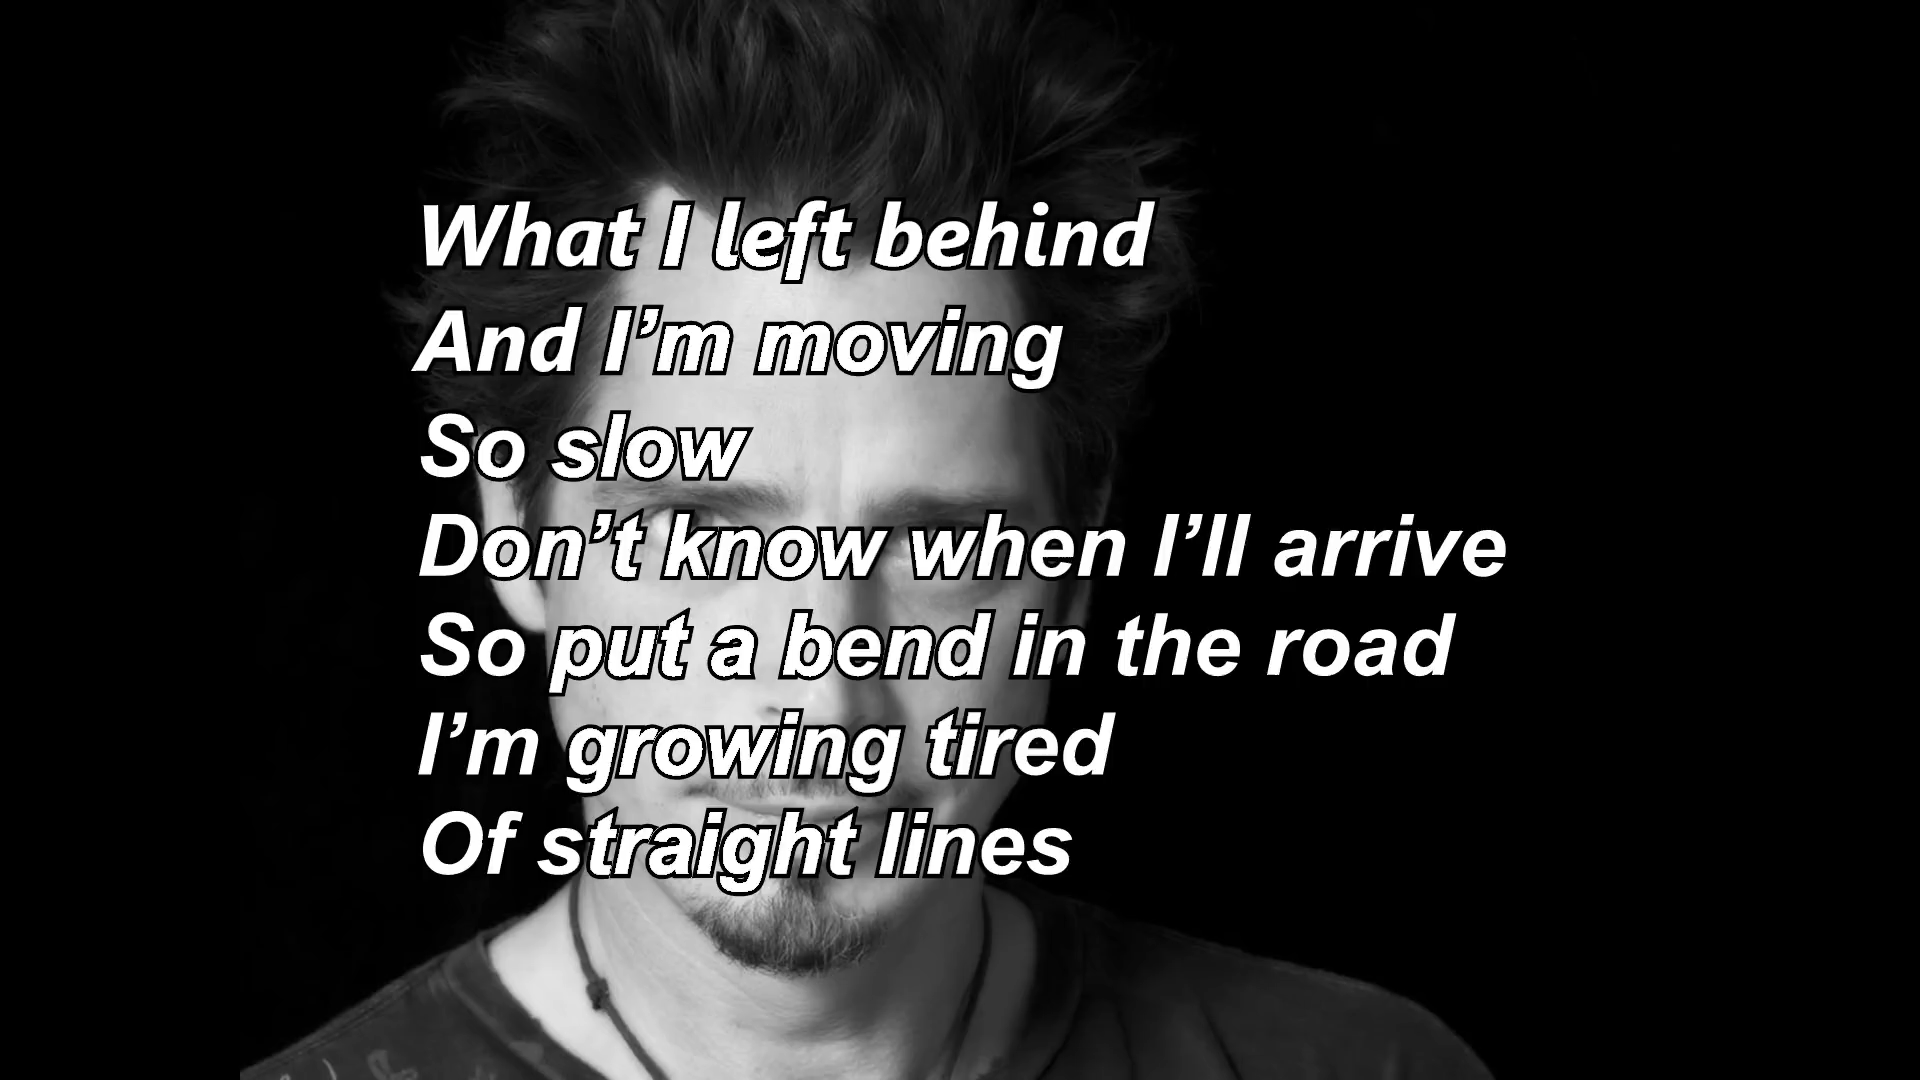 What I left behind
And I’m moving
So slow
Don’t know when I’ll arrive
So put a bend in the road
I’m growing tired
Of straight lines